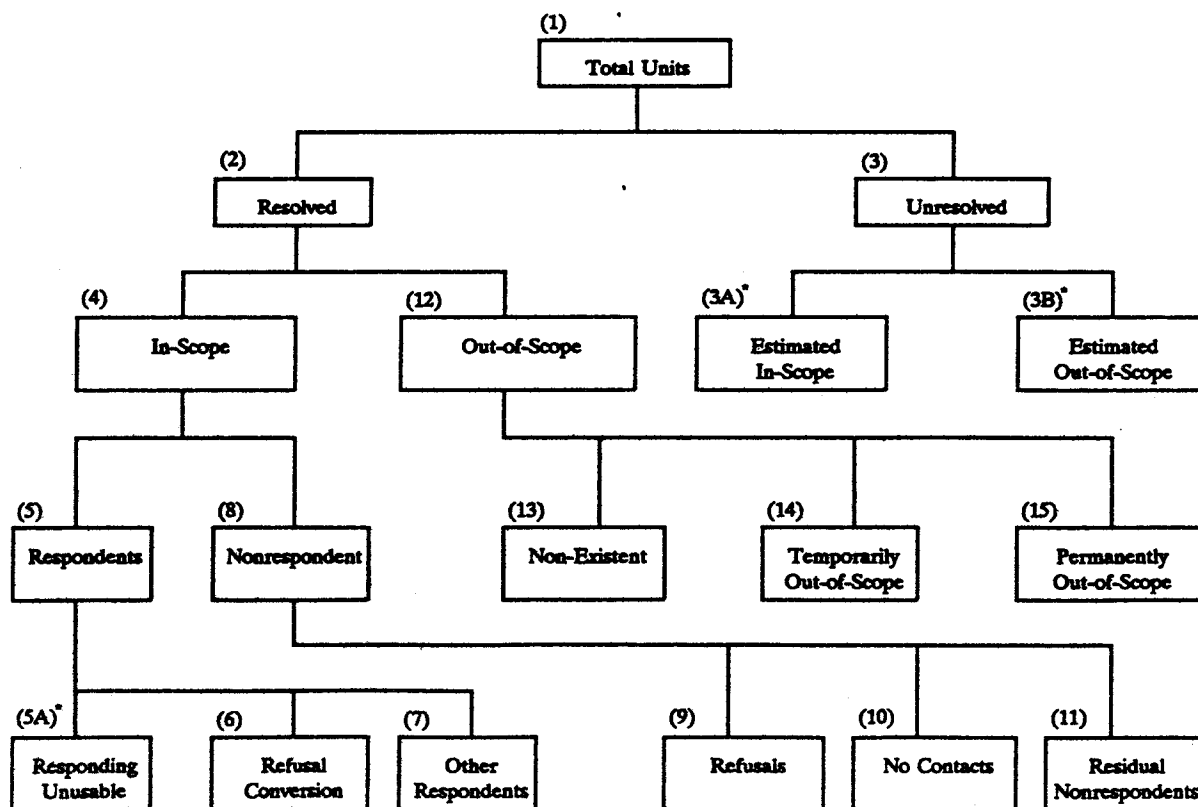 (1)
Total Units
(2)
(3)
Resolved
Unresolved
(4)
(12)
(3A)*
(3B)*
In-Scope
Out-of-Scope
Estimated
In-Scope
Estimated
Out-of-Scope
(5)
(8)
(13)
(14)
(15)
Respondents
Nonrespondent
Non-Existent
Temporarily
Out-of-Scope
Permanently
Out-of-Scope
(5A)*
(6)
(7)
(9)
(10)
(11)
Responding
Unusable
Refusal
Conversion
Other
Respondents
Refusals
No Contacts
Residual
Nonrespondents